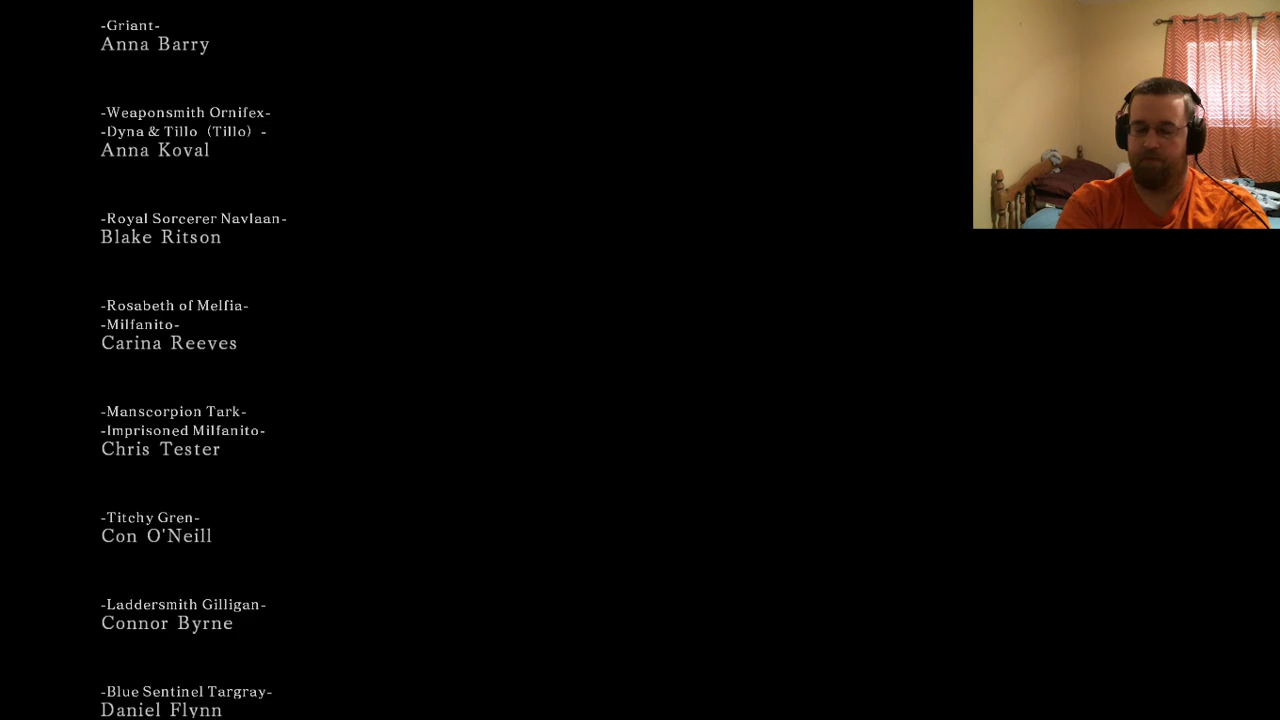 -Griant-
Anna Barry
-Weaponsmith Ornifex-
-Dyna & Tillo (Tillo) -
Anna Koval
-Royal Sorcerer Navlaan-
Blake Ritson
-Rosabeth of Melfia-
-Milfanito-
Carina Reeves
-Manscorpion Tark-
-Imprisoned Milfanito-
Chris Tester
-Titchy Gren-
Con O'Neill
-Laddersmith Gilligan-
Connor Byrne
-Blue Sentinel Targray-
Daniel Flynn